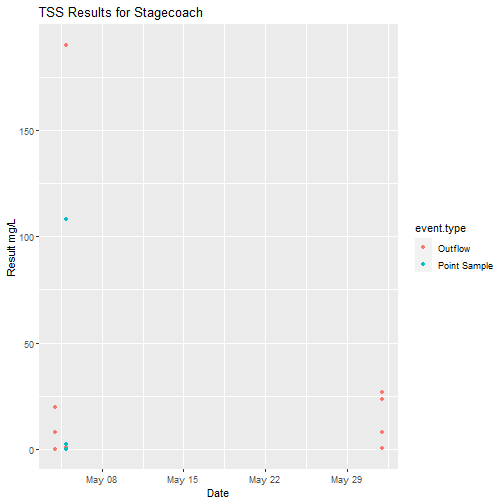 TSS Results for Stagecoach
Result mg/L
150
100
50
0
May 08
May 15
May 22
May 29
Date
event.type
Outflow
Point Sample